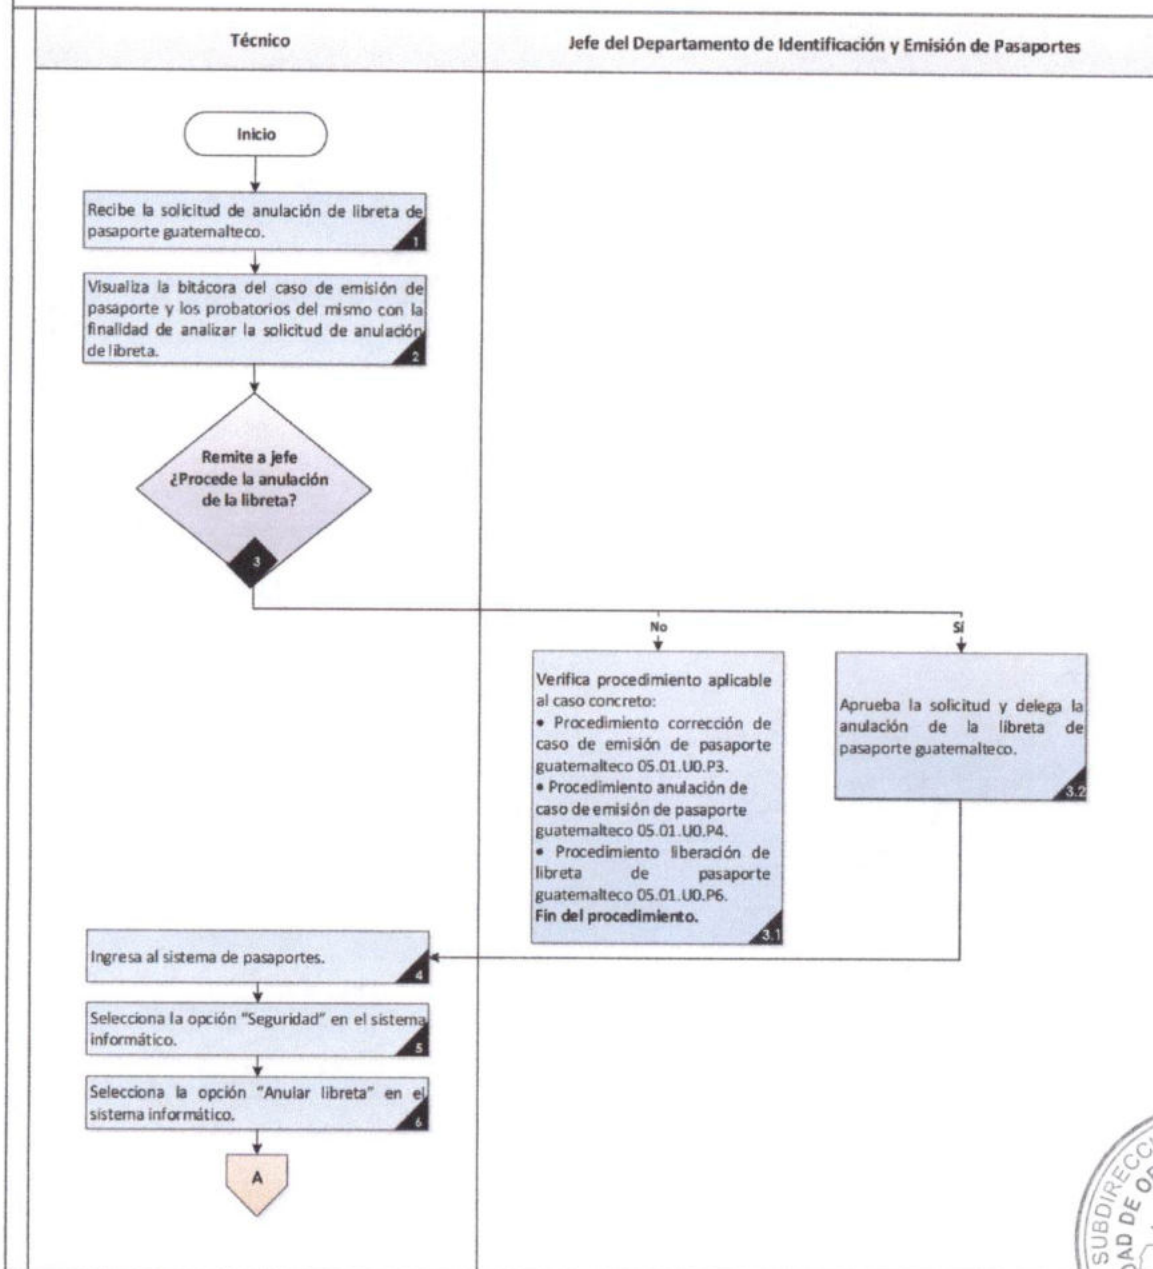 Técnico
Jefe del Departamento de Identificación y Emisión de Pasaportes
Inicio
Recibe la solicitud de anulación de libreta de
pasaporte guatemalteco.
1
Visualiza la bitácora del caso de emisión de
pasaporte y los probatorios del mismo con la
finalidad de analizar la solicitud de anulación
de libreta.
2
Remite a jefe
¿Procede la anulación
de la libreta?
3
No
Sí
Verifica procedimiento aplicable
al caso concreto:
• Procedimiento corrección de
caso de emisión de pasaporte
guatemalteco 05.01.U0.P3.
• Procedimiento anulación de
caso de emisión de pasaporte
guatemalteco 05.01.U0.P4.
• Procedimiento liberación de
libreta de pasaporte
guatemalteco 05.01.U0.P6.
Fin del procedimiento.
3.1
Aprueba la solicitud y delega la
anulación de la libreta de
pasaporte guatemalteco.
3.2
Ingresa al sistema de pasaportes.
4
Selecciona la opción "Seguridad" en el sistema
informático.
5
Selecciona la opción "Anular libreta" en el
sistema informático.
6
A
SUBDIRECC
AD DE